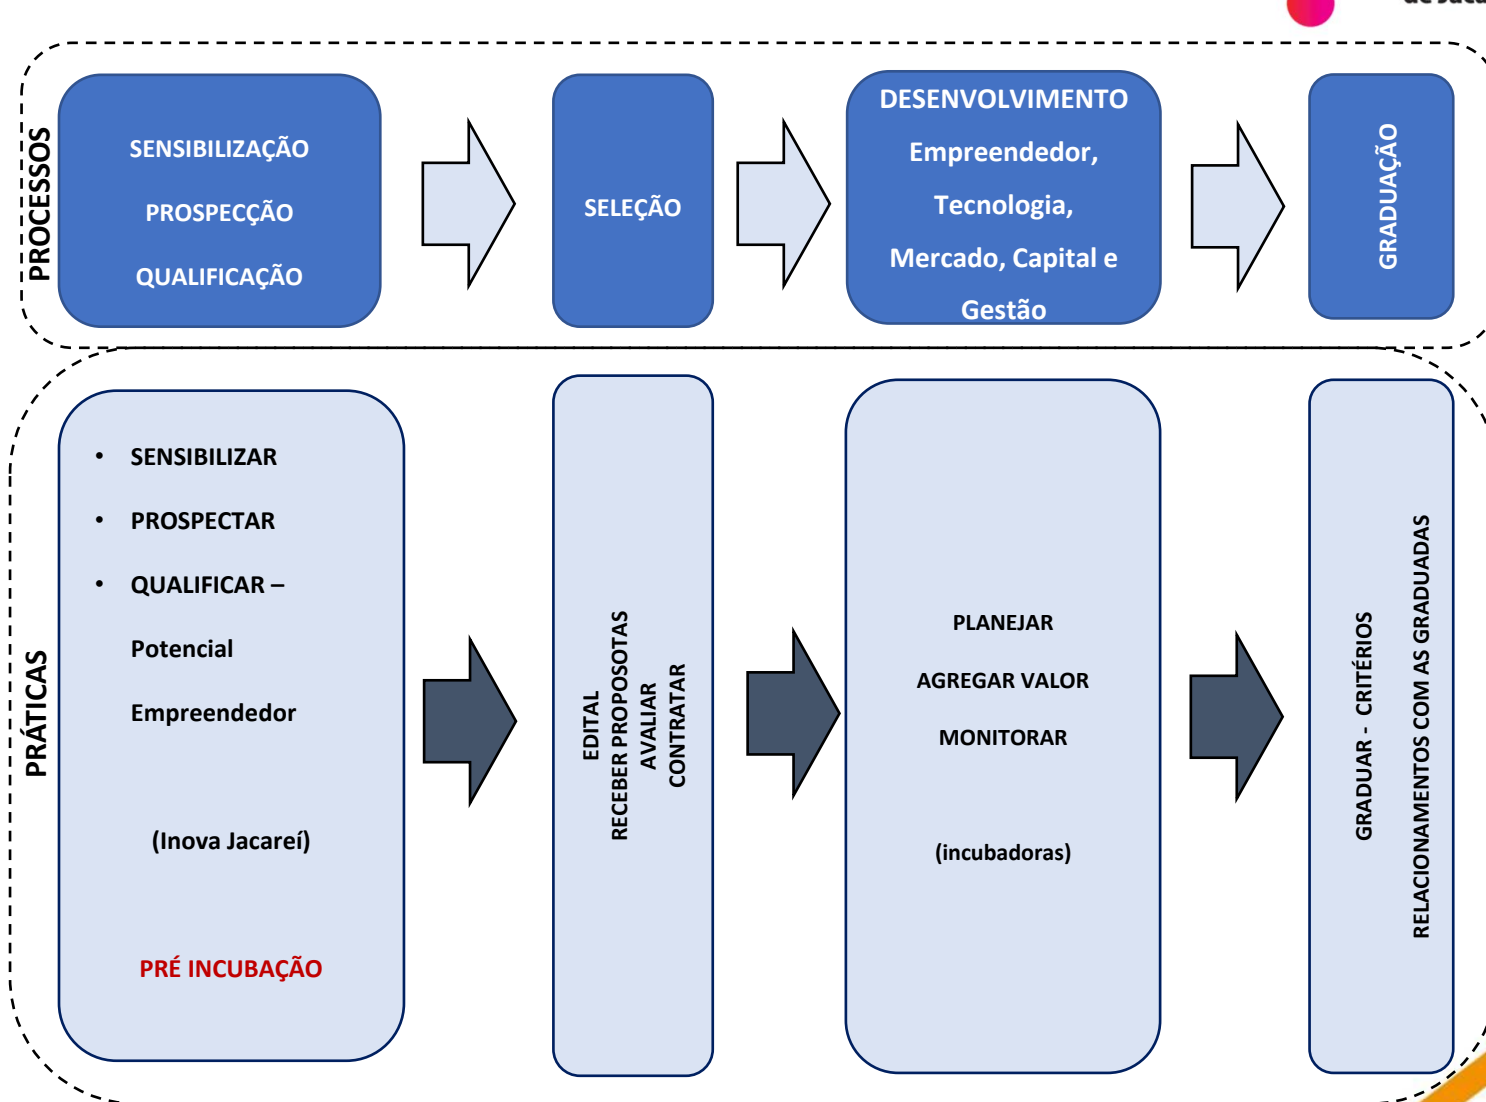 PROCESSOS
SENSIBILIZAÇÃO
PROSPECÇÃO
QUALIFICAÇÃO
SELEÇÃO
DESENVOLVIMENTO
Empreendedor,
Tecnologia,
Mercado, Capital e
Gestão
GRADUAÇÃO
PRÁTICAS
• SENSIBILIZAR
• PROSPECTAR
• QUALIFICAR –
Potencial
Empreendedor
(Inova Jacareí)
PRÉ INCUBAÇÃO
EDITAL
RECEBER PROPOSOTAS
AVALIAR
CONTRATAR
PLANEJAR
AGREGAR VALOR
MONITORAR
(incubadoras)
GRADUAR - CRITÉRIOS
RELACIONAMENTOS COM AS GRADUADAS